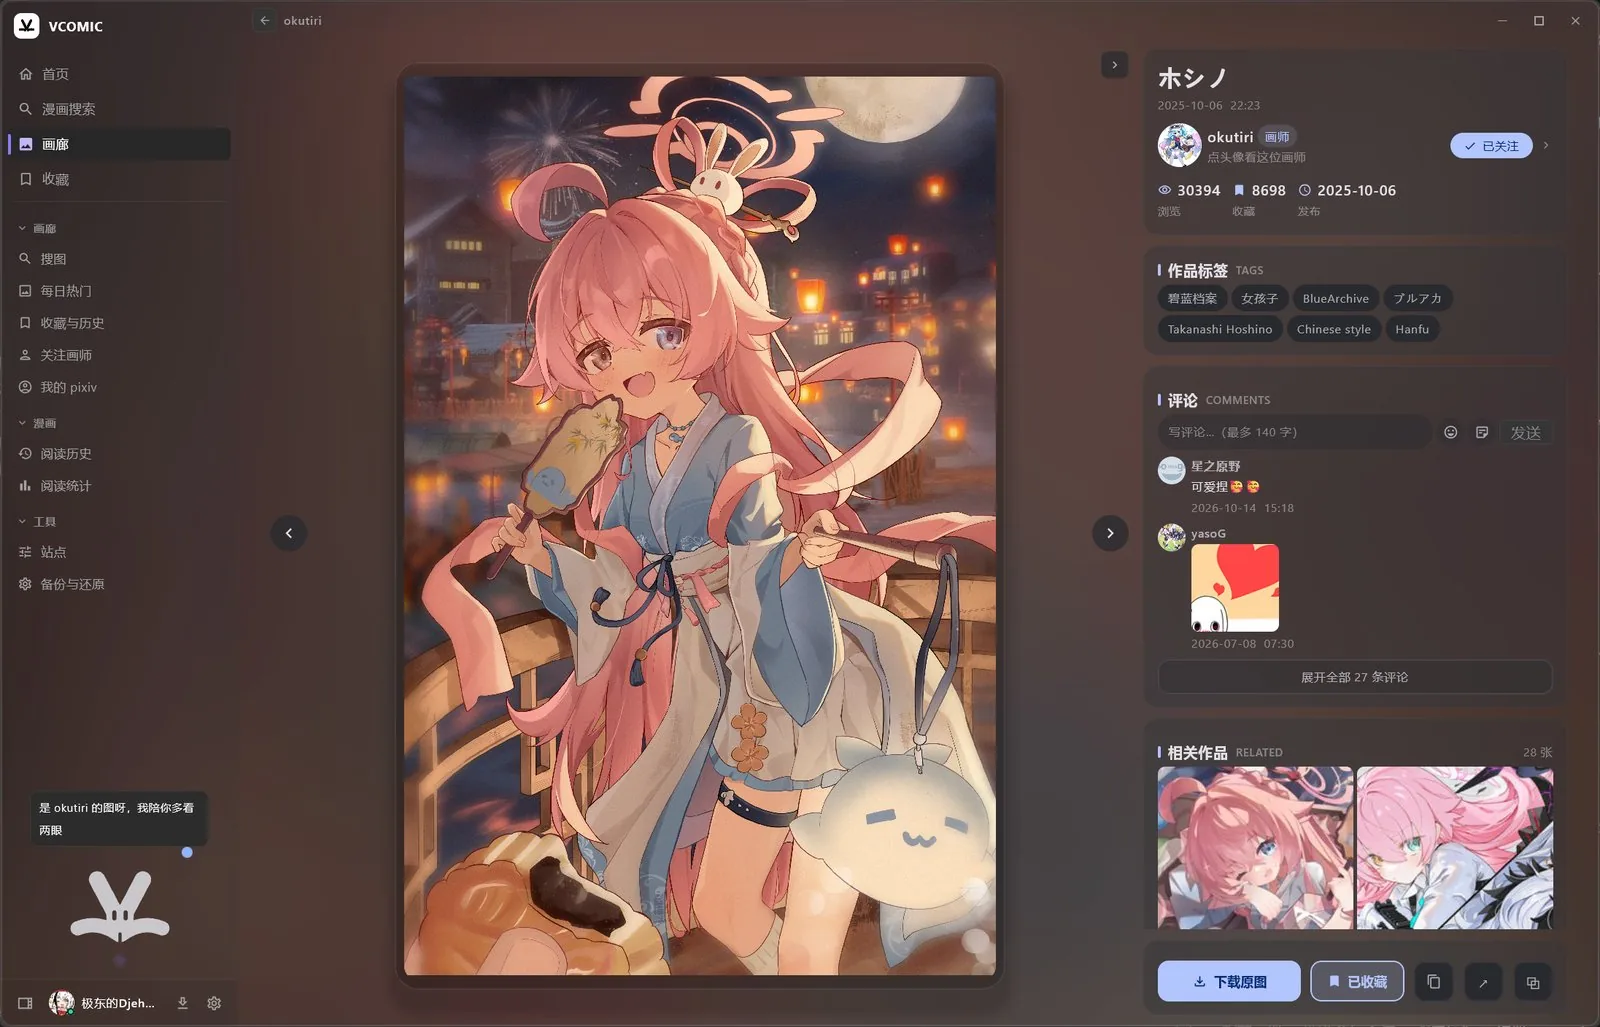 VCOMIC
okutiri
首页
漫画搜索
画廊
收藏
画廊
搜图
每日热门
收藏与历史
关注画师
我的 pixiv
漫画
阅读历史
阅读统计
工具
站点
备份与还原
是 okutiri 的图呀，我陪你多看
两眼
极东的Djeh...
ホシノ
2025-10-06 22:23
okutiri 画师
点头像看这位画师
已关注
30394 8698 2025-10-06
浏览 收藏 发布
作品标签 TAGS
碧蓝档案 女孩子 BlueArchive ブルアカ
Takanashi Hoshino Chinese style Hanfu
评论 COMMENTS
写评论... (最多 140 字)
发送
星之原野
可爱捏🥰🥰
2026-10-14 15:18
yasoG
2026-07-08 07:30
展开全部 27 条评论
相关作品 RELATED 28 张
下载原图 已收藏